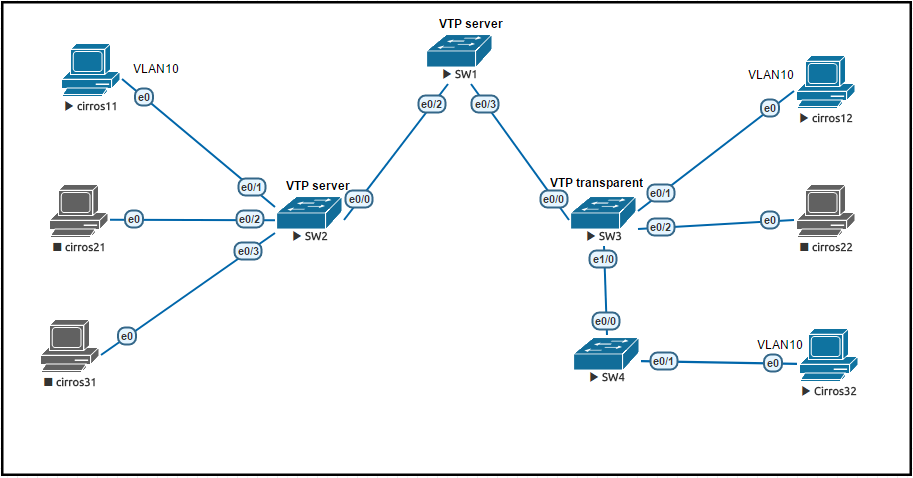 VTP server
SW1
VLAN10
cirros11
e0
e0/2
e0/3
VLAN10
cirros12
e0
VTP server
e0/1
e0/0
SW2
e0
e0/2
cirros21
e0/3
e0
cirros31
VTP transparent
e0/0
e0/1
SW3
e0/2
e0
cirros22
e1/0
e0/0
SW4
e0/1
VLAN10
e0
Cirros32